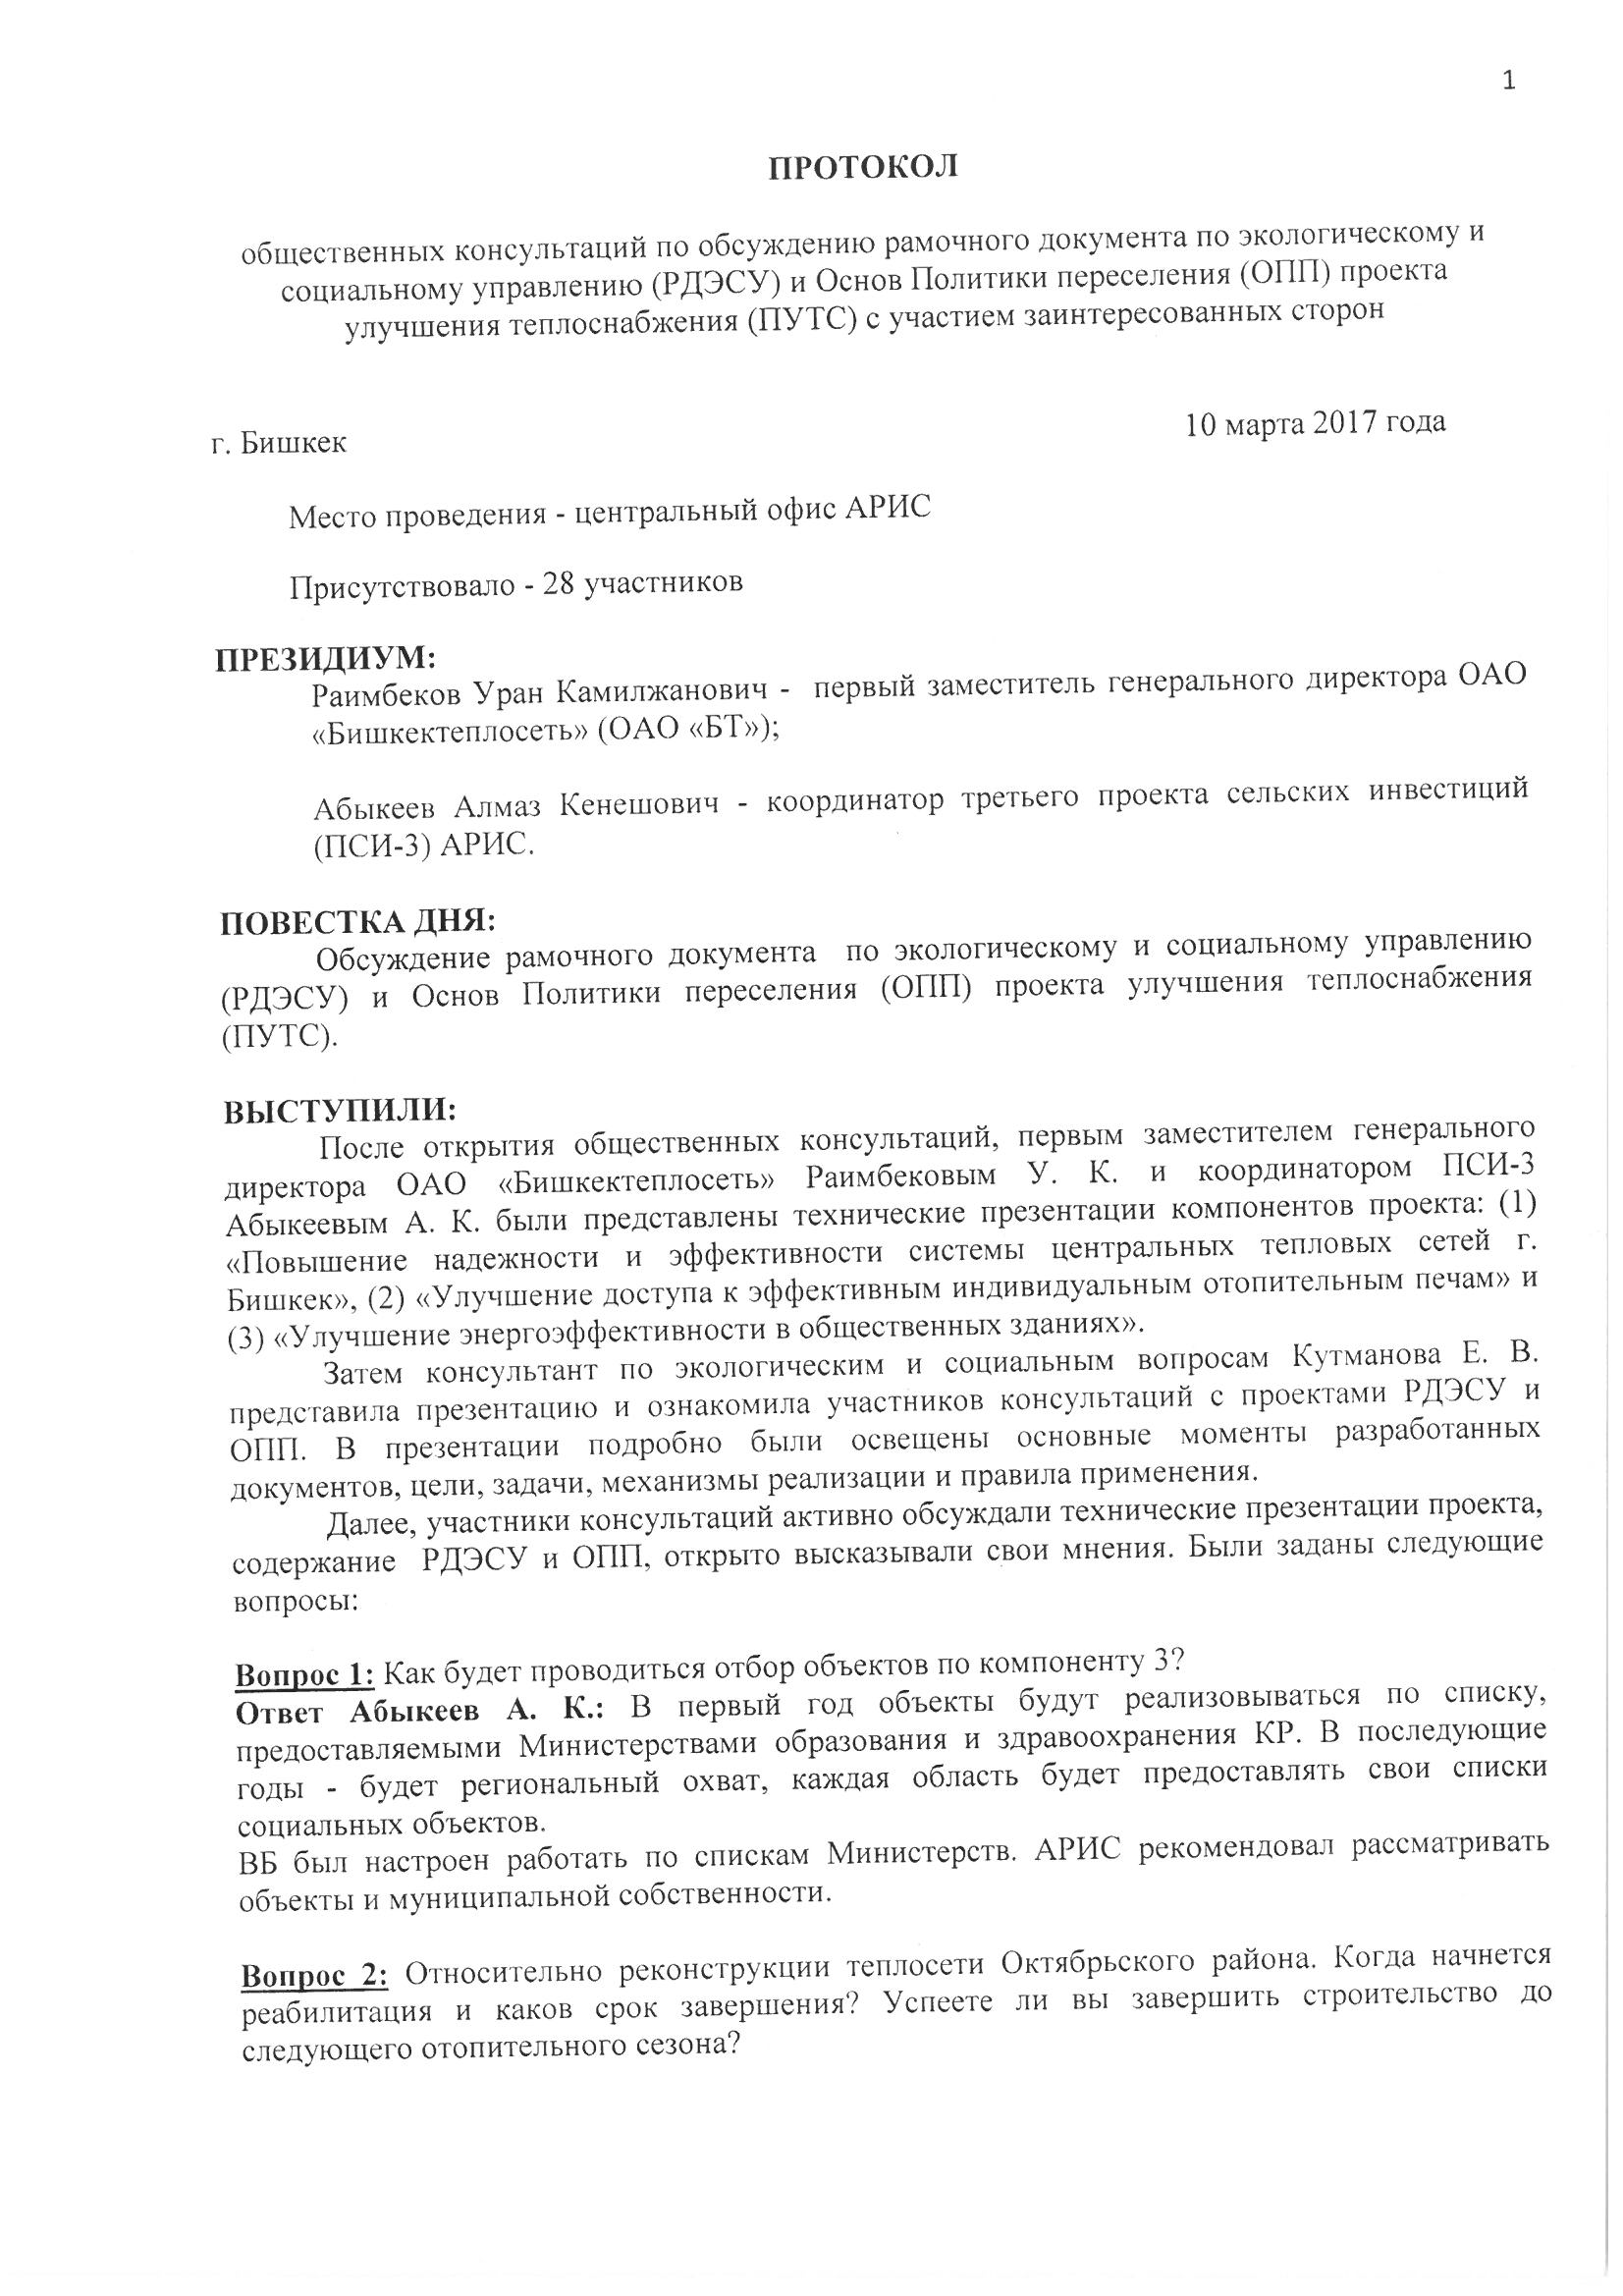 1
ПРОТОКОЛ
общественных консультаций по обсуждению рамочного документа по экологическому и
социальному управлению (РДЭСУ) и Основ Политики переселения (ОПП) проекта
улучшения теплоснабжения (ПУТС) с участием заинтересованных сторон
г. Бишкек
10 марта 2017 года
Место проведения - центральный офис АРИС
Присутствовало - 28 участников
ПРЕЗИДИУМ:
Раимбеков Уран Камилжанович - первый заместитель генерального директора ОАО
«Бишкектеплосеть» (ОАО «БТ»);
Абыкеев Алмаз Кенешович - координатор третьего проекта сельских инвестиций
(ПСИ-3) АРИС.
ПОВЕСТКА ДНЯ:
Обсуждение рамочного документа по экологическому и социальному управлению
(РДЭСУ) и Основ Политики переселения (ОПП) проекта улучшения теплоснабжения
(ПУТС).
ВЫСТУПИЛИ:
После открытия общественных консультаций, первым заместителем генерального
директора ОАО «Бишкектеплосеть» Раимбековым У. К. и координатором ПСИ-3
Абыкеевым А. К. были представлены технические презентации компонентов проекта: (1)
«Повышение надежности и эффективности системы центральных тепловых сетей г.
Бишкек», (2) «Улучшение доступа к эффективным индивидуальным отопительным печам» и
(3) «Улучшение энергоэффективности в общественных зданиях».
Затем консультант по экологическим и социальным вопросам Кутманова Е. В.
представила презентацию и ознакомила участников консультаций с проектами РДЭСУ и
ОПП. В презентации подробно были освещены основные моменты разработанных
документов, цели, задачи, механизмы реализации и правила применения.
Далее, участники консультаций активно обсуждали технические презентации проекта,
содержание РДЭСУ и ОПП, открыто высказывали свои мнения. Были заданы следующие
вопросы:
Вопрос 1: Как будет проводиться отбор объектов по компоненту 3?
Ответ Абыкеев А. К.: В первый год объекты будут реализовываться по списку,
предоставляемыми Министерствами образования и здравоохранения КР. В последующие
годы - будет региональный охват, каждая область будет предоставлять свои списки
социальных объектов.
ВБ был настроен работать по спискам Министерств. АРИС рекомендовал рассматривать
объекты и муниципальной собственности.
Вопрос 2: Относительно реконструкции теплосети Октябрьского района. Когда начнется
реабилитация и каков срок завершения? Успеете ли вы завершить строительство до
следующего отопительного сезона?